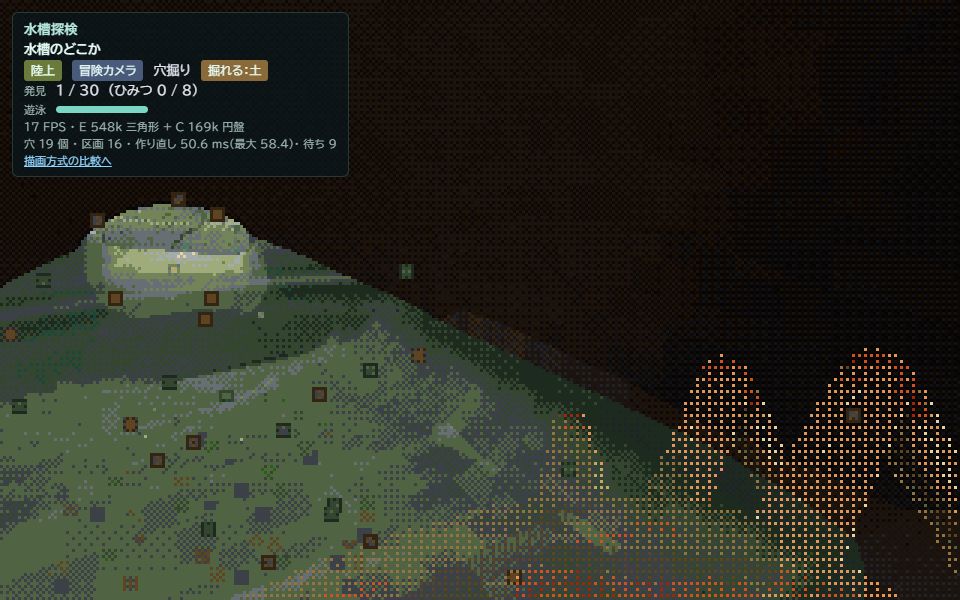 水槽探検
水槽のどこか
陸上 冒険カメラ 穴掘り 掘れる:土
発見 1 / 30 (ひみつ 0 / 8)
遊泳
17 FPS・E 548k 三角形 + C 169k 円盤
穴 19 個・区画 16・作り直し 50.6 ms(最大 58.4)・待ち 9
描画方式の比較へ